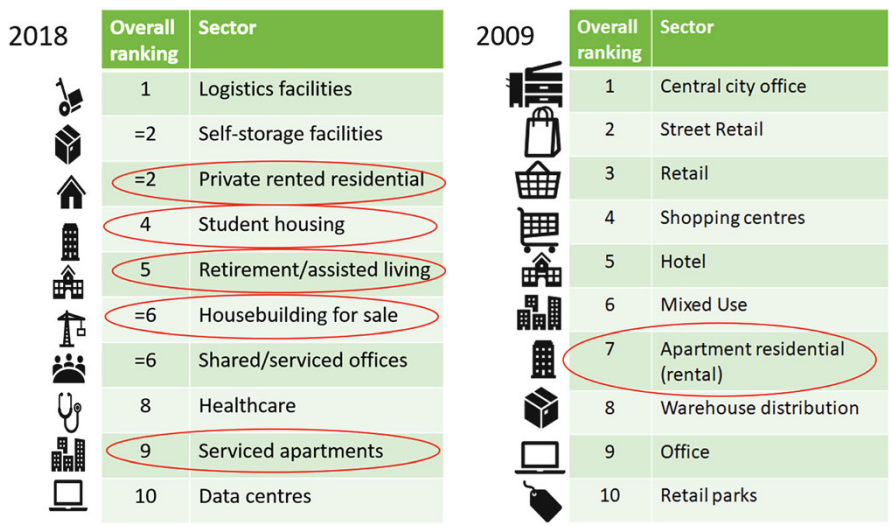 2018
Overall ranking Sector
1 Logistics facilities
=2 Self-storage facilities
=2 Private rented residential
4 Student housing
5 Retirement/assisted living
=6 Housebuilding for sale
=6 Shared/serviced offices
8 Healthcare
9 Serviced apartments
10 Data centres
2009
Overall ranking Sector
1 Central city office
2 Street Retail
3 Retail
4 Shopping centres
5 Hotel
6 Mixed Use
7 Apartment residential (rental)
8 Warehouse distribution
9 Office
10 Retail parks